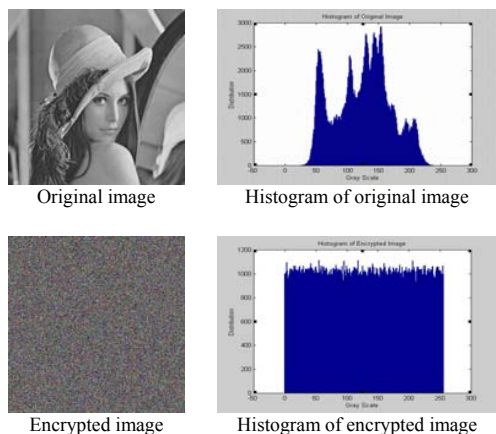 Histogram of Original Image
3000
2500
2000
1500
1000
500
0
Distribution
-50 0 50 100 150 200 250 300
Gray Scale
Original image Histogram of original image
Histogram of Encrypted Image
1200
1000
800
600
400
200
0
Distribution
-50 0 50 100 150 200 250 300
Gray Scale
Encrypted image Histogram of encrypted image